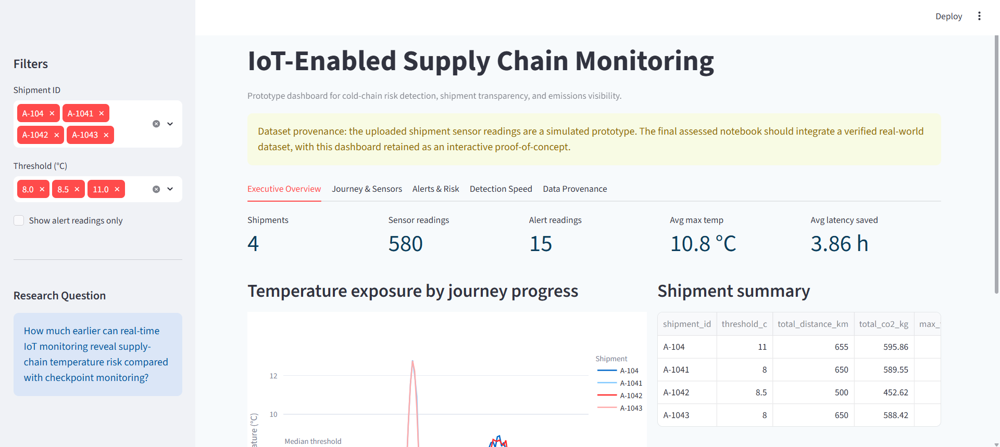 Deploy
Filters
Shipment ID
A-104 × A-1041 ×
A-1042 × A-1043 ×
Threshold (°C)
8.0 × 8.5 × 11.0 ×
Show alert readings only
Research Question
How much earlier can real-time
IoT monitoring reveal supply-
chain temperature risk compared
with checkpoint monitoring?
IoT-Enabled Supply Chain Monitoring
Prototype dashboard for cold-chain risk detection, shipment transparency, and emissions visibility.
Dataset provenance: the uploaded shipment sensor readings are a simulated prototype. The final assessed notebook should integrate a verified real-world
dataset, with this dashboard retained as an interactive proof-of-concept.
Executive Overview Journey & Sensors Alerts & Risk Detection Speed Data Provenance
Shipments Sensor readings Alert readings Avg max temp Avg latency saved
4 580 15 10.8 °C 3.86 h
Temperature exposure by journey progress
12
10
ature (°C)
Median threshold
Shipment
A-104
A-1041
A-1042
A-1043
Shipment summary
shipment_id threshold_c total_distance_km total_co2_kg max_
A-104 11 655 595.86
A-1041 8 650 589.55
A-1042 8.5 500 452.62
A-1043 8 650 588.42